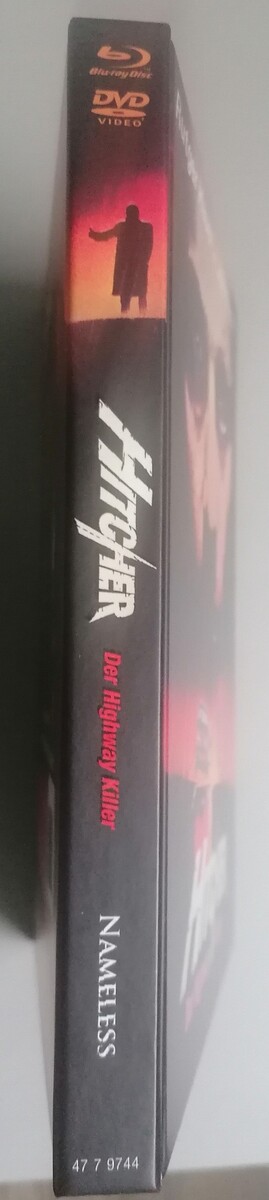 Blu-ray Disc
DVD
VIDEO
HITCHER
Der Highway Killer
NAMELESS
47 7 9744